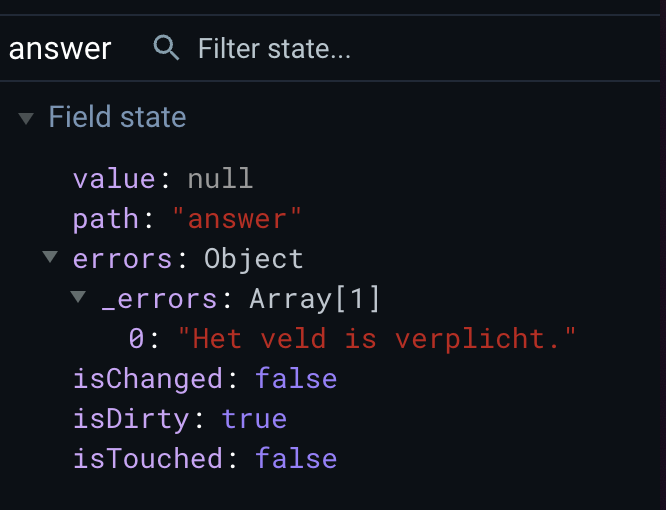 answer Filter state...
Field state
value: null
path: "answer"
errors: Object
_errors: Array[1]
0: "Het veld is verplicht."
isChanged: false
isDirty: true
isTouched: false